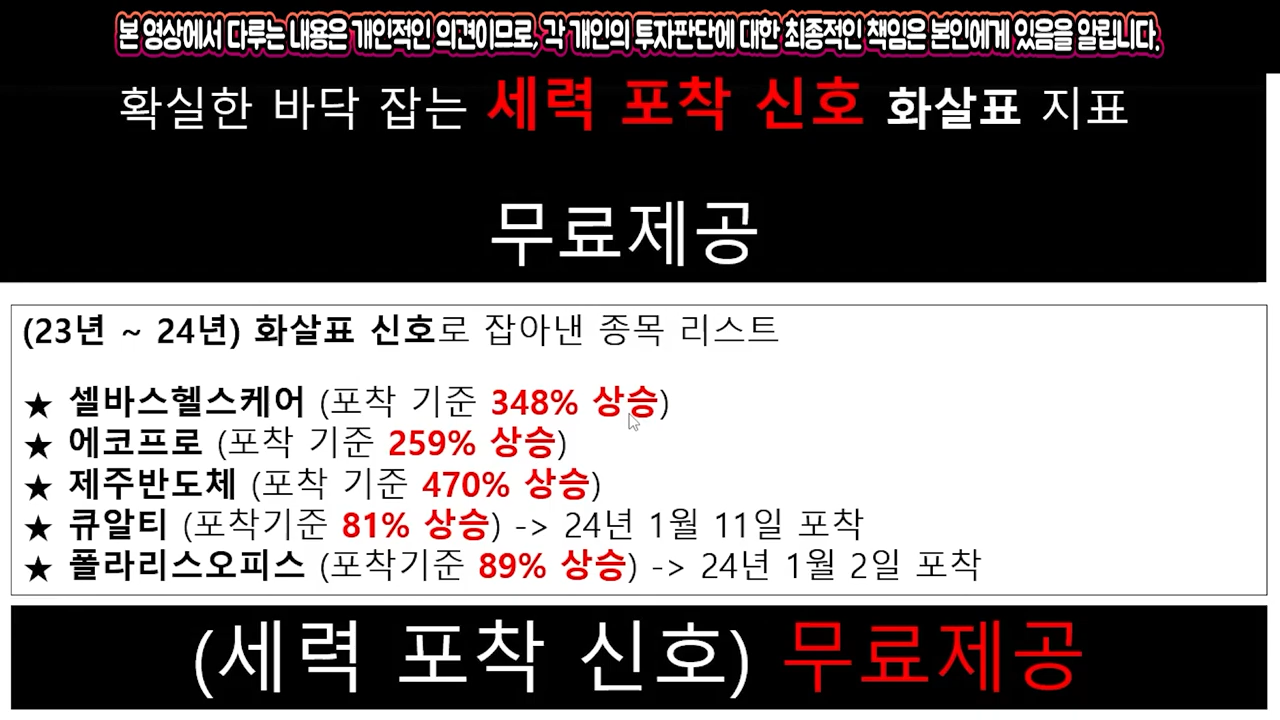 본 영상에서 다루는 내용은 개인적인 의견이므로, 각 개인의 투자판단에 대한 최종적인 책임은 본인에게 있음을 알립니다.
확실한 바닥 잡는 세력 포착 신호 화살표 지표
무료제공
(23년 ~ 24년) 화살표 신호로 잡아낸 종목 리스트
★ 셀바스헬스케어 (포착 기준 348% 상승)
★ 에코프로 (포착 기준 259% 상승)
★ 제주반도체 (포착 기준 470% 상승)
★ 큐알티 (포착기준 81% 상승) -> 24년 1월 11일 포착
★ 폴라리스오피스 (포착기준 89% 상승) -> 24년 1월 2일 포착
(세력 포착 신호) 무료제공